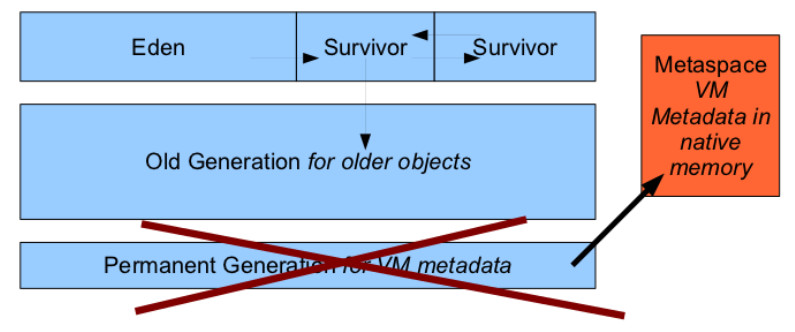 Eden
Survivor
Survivor
Old Generation for older objects
Permanent Generation for VM metadata
Metaspace
VM
Metadata in
native
memory